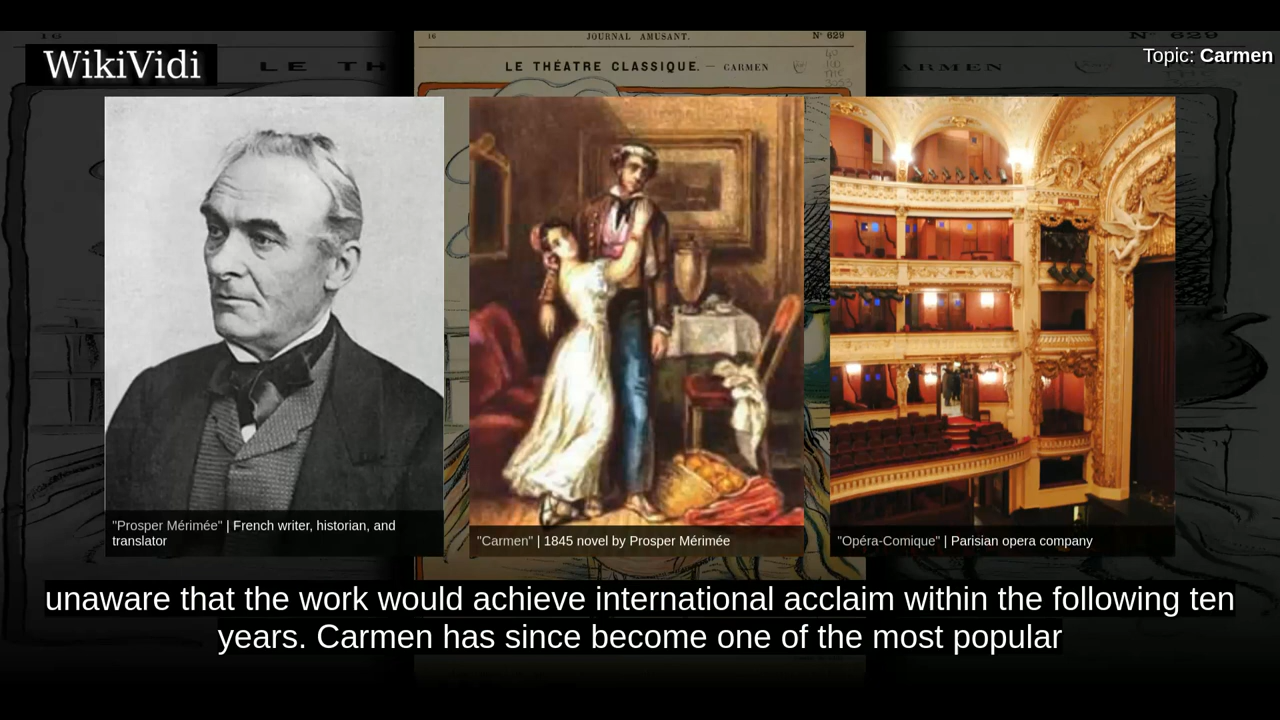 16 JOURNAL AMUSANT. N° 629
WikiVidi
Topic: Carmen
LE THÉATRE CLASSIQUE. — CARMEN
"Prosper Mérimée" | French writer, historian, and
translator
"Carmen" | 1845 novel by Prosper Mérimée
"Opéra-Comique" | Parisian opera company
unaware that the work would achieve international acclaim within the following ten
years. Carmen has since become one of the most popular